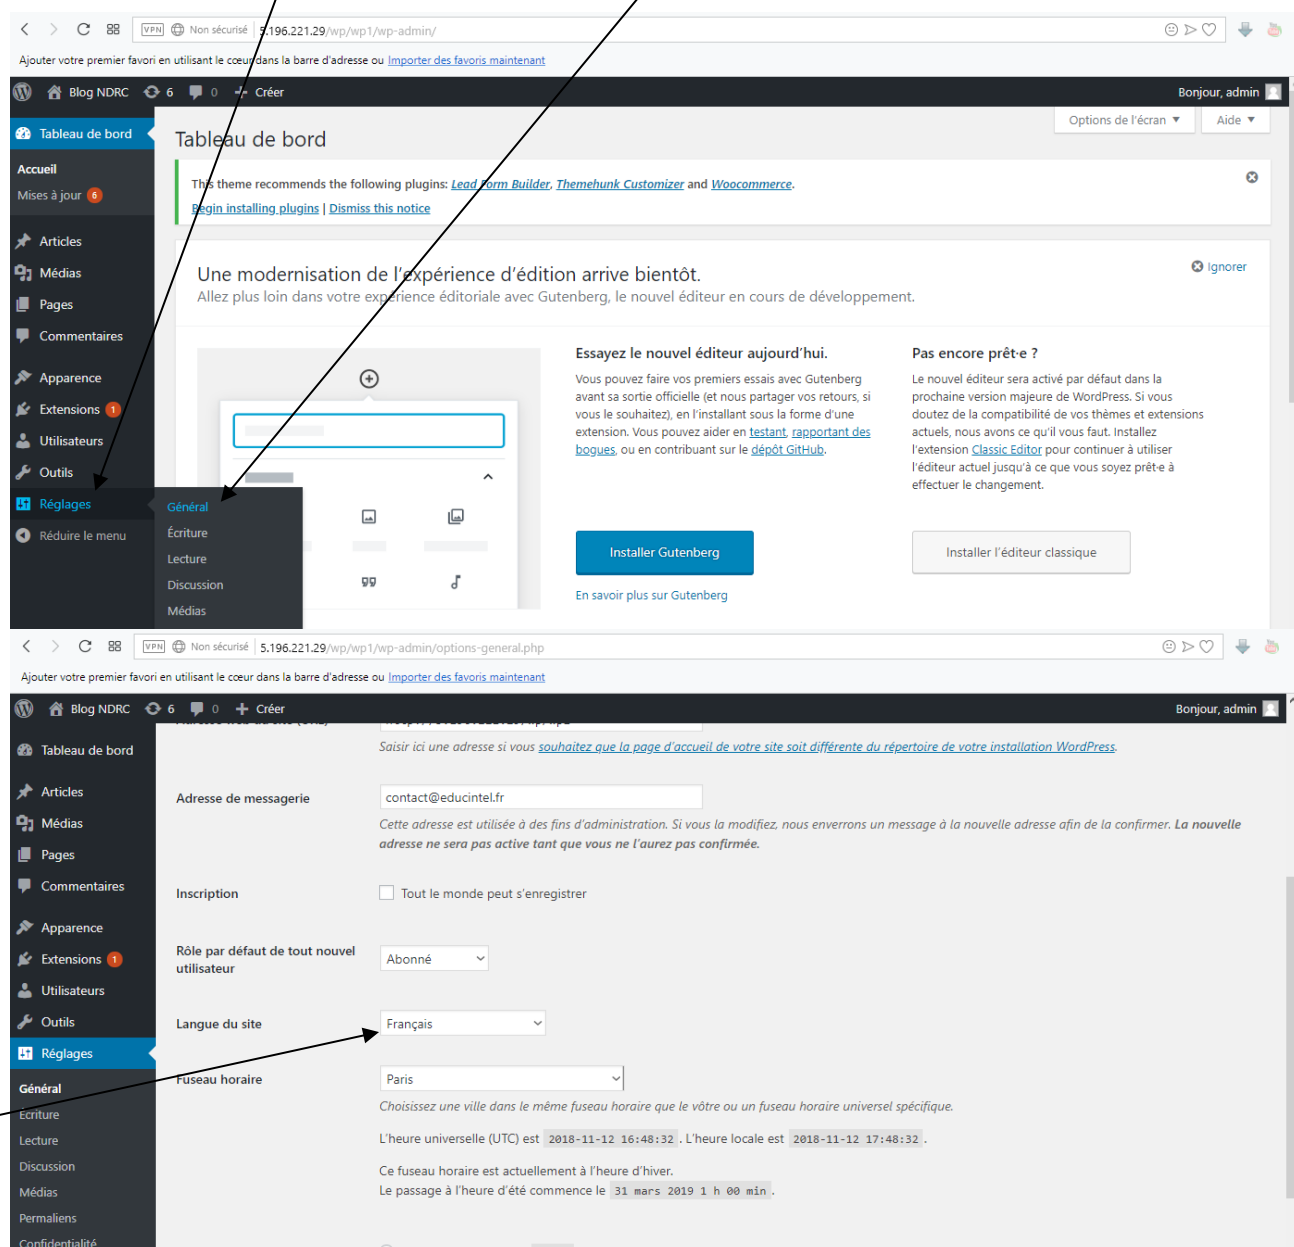 VPN Non sécurisé 5.196.221.29/wp/wp1/wp-admin/
Ajouter votre premier favori en utilisant le cœur dans la barre d'adresse ou Importer des favoris maintenant
Blog NDRC 6 0 Créer Bonjour, admin
Options de l'écran Aide
Tableau de bord
Accueil
Mises à jour 6
Articles
Médias
Pages
Commentaires
Apparence
Extensions 1
Utilisateurs
Outils
Réglages
Réduire le menu
Général
Écriture
Lecture
Discussion
Médias
Tableau de bord
This theme recommends the following plugins: Lead Form Builder, Themehunk Customizer and Woocommerce.
Begin installing plugins | Dismiss this notice
Une modernisation de l'expérience d'édition arrive bientôt.
Ignorer
Allez plus loin dans votre expérience éditoriale avec Gutenberg, le nouvel éditeur en cours de développement.
Essayez le nouvel éditeur aujourd'hui.
Vous pouvez faire vos premiers essais avec Gutenberg
avant sa sortie officielle (et nous partager vos retours, si
vous le souhaitez), en l'installant sous la forme d'une
extension. Vous pouvez aider en testant, rapportant des
bogues, ou en contribuant sur le dépôt GitHub.
Installer Gutenberg
En savoir plus sur Gutenberg
Pas encore prêt·e ?
Le nouvel éditeur sera activé par défaut dans la
prochaine version majeure de WordPress. Si vous
doutez de la compatibilité de vos thèmes et extensions
actuels, nous avons ce qu'il vous faut. Installez
l'extension Classic Editor pour continuer à utiliser
l'éditeur actuel jusqu'à ce que vous soyez prêt·e à
effectuer le changement.
Installer l'éditeur classique
VPN Non sécurisé 5.196.221.29/wp/wp1/wp-admin/options-general.php
Ajouter votre premier favori en utilisant le cœur dans la barre d'adresse ou Importer des favoris maintenant
Blog NDRC 6 0 Créer Bonjour, admin
Tableau de bord
Articles
Médias
Pages
Commentaires
Apparence
Extensions 1
Utilisateurs
Outils
Réglages
Général
Écriture
Lecture
Discussion
Médias
Permaliens
Confidentialité
Saisir ici une adresse si vous souhaitez que la page d'accueil de votre site soit différente du répertoire de votre installation WordPress.
Adresse de messagerie contact@educintel.fr
Cette adresse est utilisée à des fins d'administration. Si vous la modifiez, nous enverrons un message à la nouvelle adresse afin de la confirmer. La nouvelle
adresse ne sera pas active tant que vous ne l'aurez pas confirmée.
Inscription Tout le monde peut s'enregistrer
Rôle par défaut de tout nouvel
utilisateur
Abonné
Langue du site Français
Fuseau horaire Paris
Choisissez une ville dans le même fuseau horaire que le vôtre ou un fuseau horaire universel spécifique.
L'heure universelle (UTC) est 2018-11-12 16:48:32. L'heure locale est 2018-11-12 17:48:32.
Ce fuseau horaire est actuellement à l'heure d'hiver.
Le passage à l'heure d'été commence le 31 mars 2019 1 h 00 min.